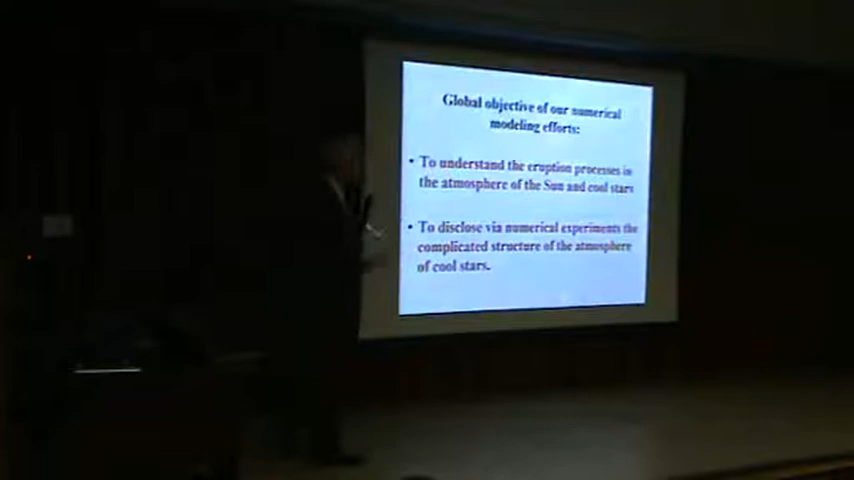 Global objective of our numerical
modeling efforts:
• To understand the eruption processes in
the atmosphere of the Sun and cool stars
• To disclose via numerical experiments the
complicated structure of the atmosphere
of cool stars.